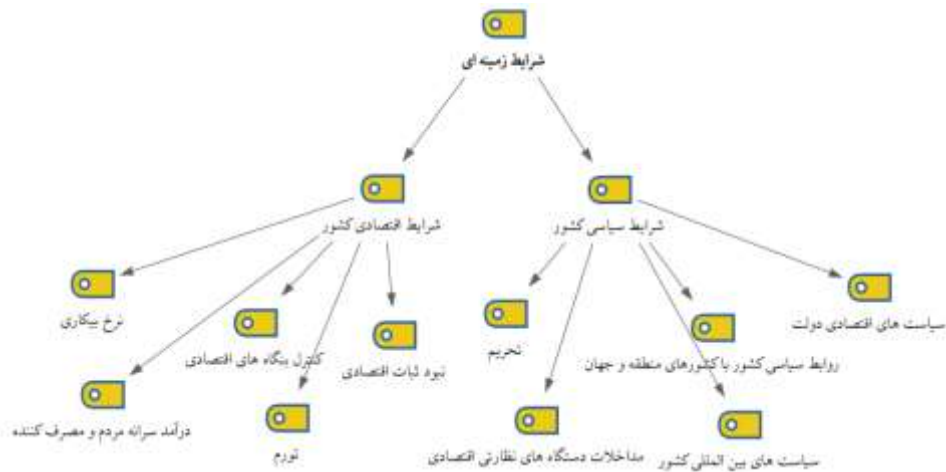 شرایط زمینه ای
شرایط سیاسی کشور
شرایط اقتصادی کشور
سیاست های اقتصادی دولت
روابط سیاسی کشور با کشورهای منطقه و جهان
تحریم
نبود ثبات اقتصادی
کنترل بنگاه های اقتصادی
نرخ بیکاری
سیاست های بین المللی کشور
مداخلات دستگاه های نظارتی اقتصادی
تورم
درآمد سرانه مردم و مصرف کننده